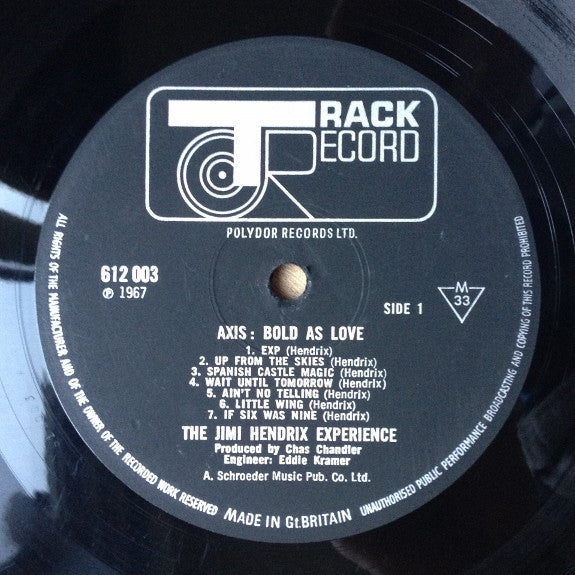 TRACK
RECORD
POLYDOR RECORDS LTD.
612 003
℗ 1967
SIDE 1
M
33
AXIS : BOLD AS LOVE
1. EXP (Hendrix)
2. UP FROM THE SKIES (Hendrix)
3. SPANISH CASTLE MAGIC (Hendrix)
4. WAIT UNTIL TOMORROW (Hendrix)
5. AIN'T NO TELLING (Hendrix)
6. LITTLE WING (Hendrix)
7. IF SIX WAS NINE (Hendrix)
THE JIMI HENDRIX EXPERIENCE
Produced by Chas Chandler
Engineer: Eddie Kramer
A. Schroeder Music Pub. Co. Ltd.
ALL RIGHTS OF THE MANUFACTURER AND OF THE OWNER OF THE RECORDED WORK RESERVED
MADE IN Gt.BRITAIN
UNAUTHORISED PUBLIC PERFORMANCE BROADCASTING AND COPYING OF THIS RECORD PROHIBITED